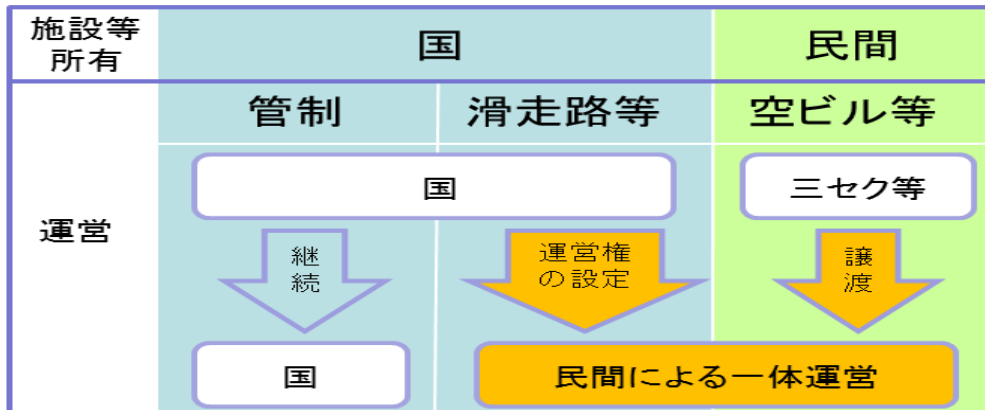 施設等
所有
国
民間
管制
滑走路等
空ビル等
運営
国
三セク等
継
続
運営権
の設定
譲
渡
国
民間による一体運営